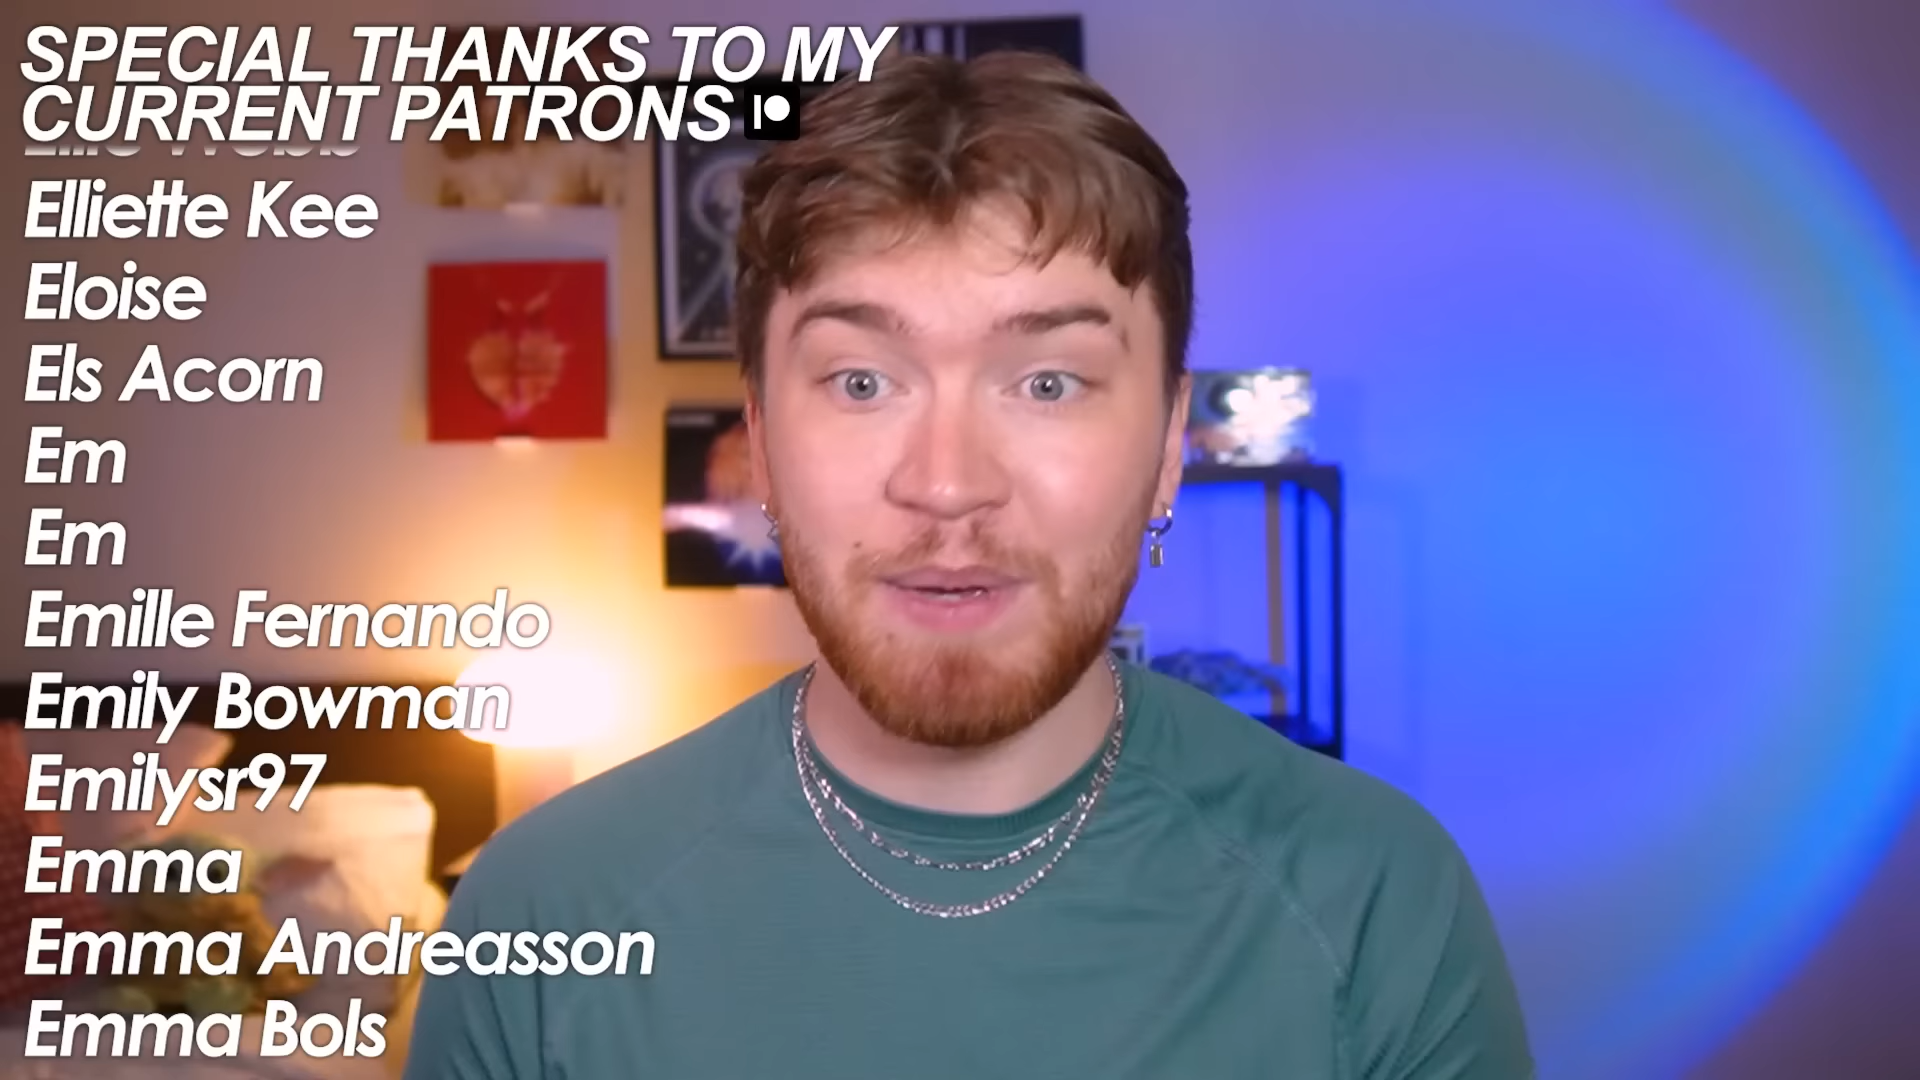 SPECIAL THANKS TO MY
CURRENT PATRONS
Elliette Kee
Eloise
Els Acorn
Em
Em
Emille Fernando
Emily Bowman
Emilysr97
Emma
Emma Andreasson
Emma Bols